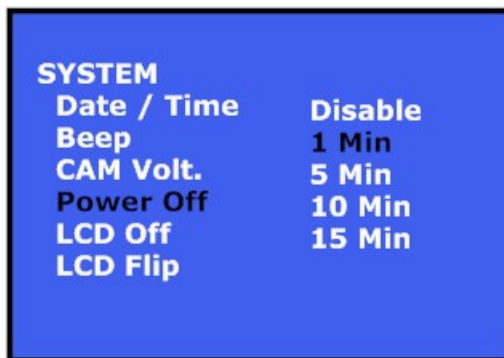 SYSTEM
Date / Time
Beep
CAM Volt.
Power Off
LCD Off
LCD Flip
Disable
1 Min
5 Min
10 Min
15 Min